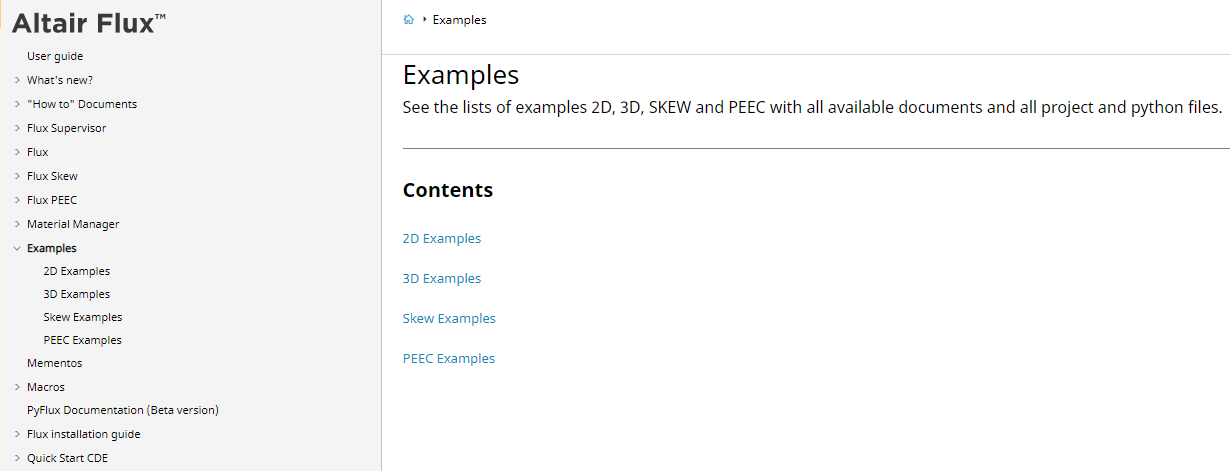 Altair Flux™
User guide
What's new?
"How to" Documents
Flux Supervisor
Flux
Flux Skew
Flux PEEC
Material Manager
Examples
2D Examples
3D Examples
Skew Examples
PEEC Examples
Mementos
Macros
PyFlux Documentation (Beta version)
Flux installation guide
Quick Start CDE
Examples
Examples
See the lists of examples 2D, 3D, SKEW and PEEC with all available documents and all project and python files.
Contents
2D Examples
3D Examples
Skew Examples
PEEC Examples